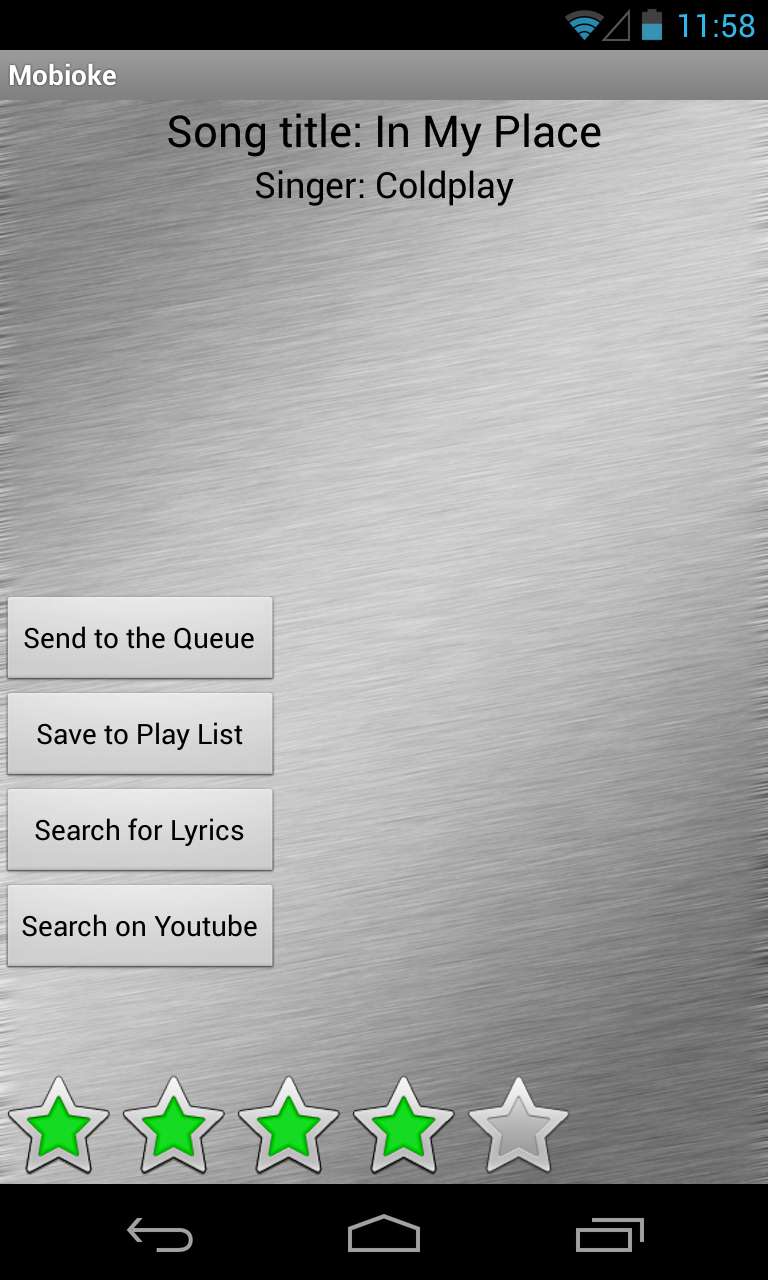 11:58
Mobioke
Song title: In My Place
Singer: Coldplay
Send to the Queue
Save to Play List
Search for Lyrics
Search on Youtube